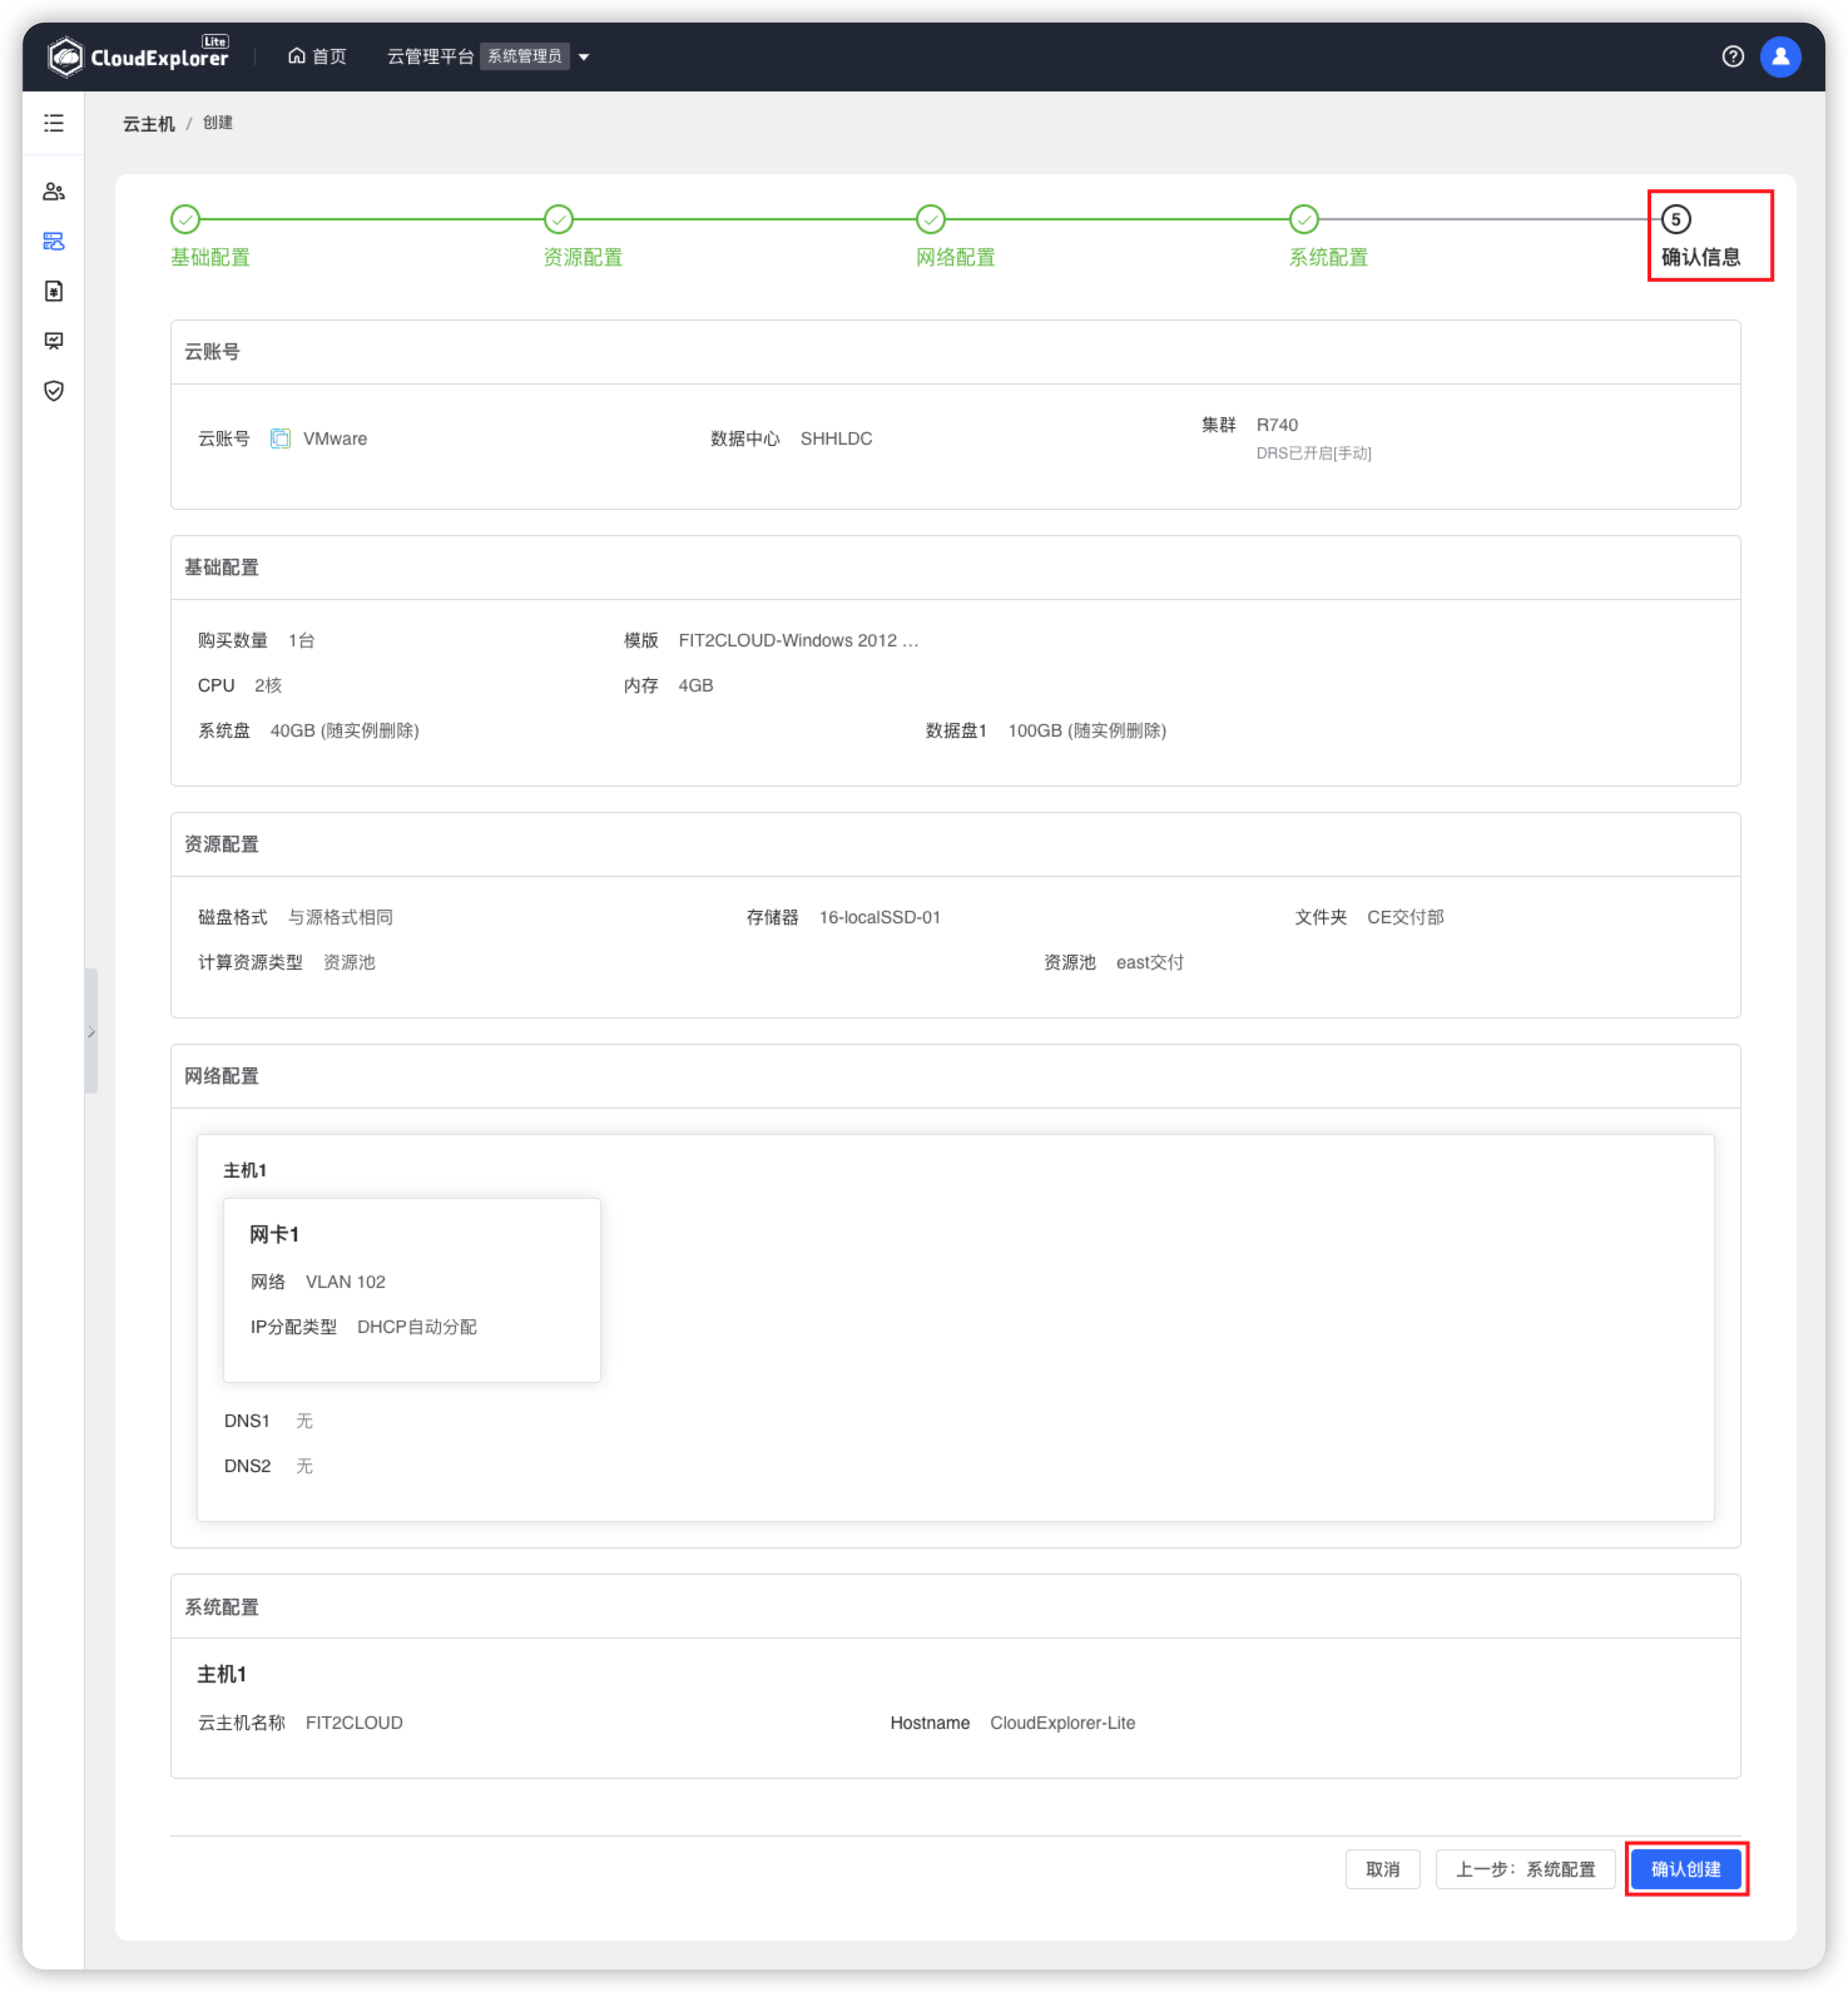 CloudExplorer Lite 首页 云管理平台 系统管理员
云主机 / 创建
5
基础配置 资源配置 网络配置 系统配置 确认信息
云账号
云账号 VMware 数据中心 SHHLDC 集群 R740
DRS已开启[手动]
基础配置
购买数量 1台 模版 FIT2CLOUD-Windows 2012 ...
CPU 2核 内存 4GB
系统盘 40GB (随实例删除) 数据盘1 100GB (随实例删除)
资源配置
磁盘格式 与源格式相同 存储器 16-localSSD-01 文件夹 CE交付部
计算资源类型 资源池 资源池 east交付
网络配置
主机1
网卡1
网络 VLAN 102
IP分配类型 DHCP自动分配
DNS1 无
DNS2 无
系统配置
主机1
云主机名称 FIT2CLOUD Hostname CloudExplorer-Lite
取消 上一步：系统配置 确认创建